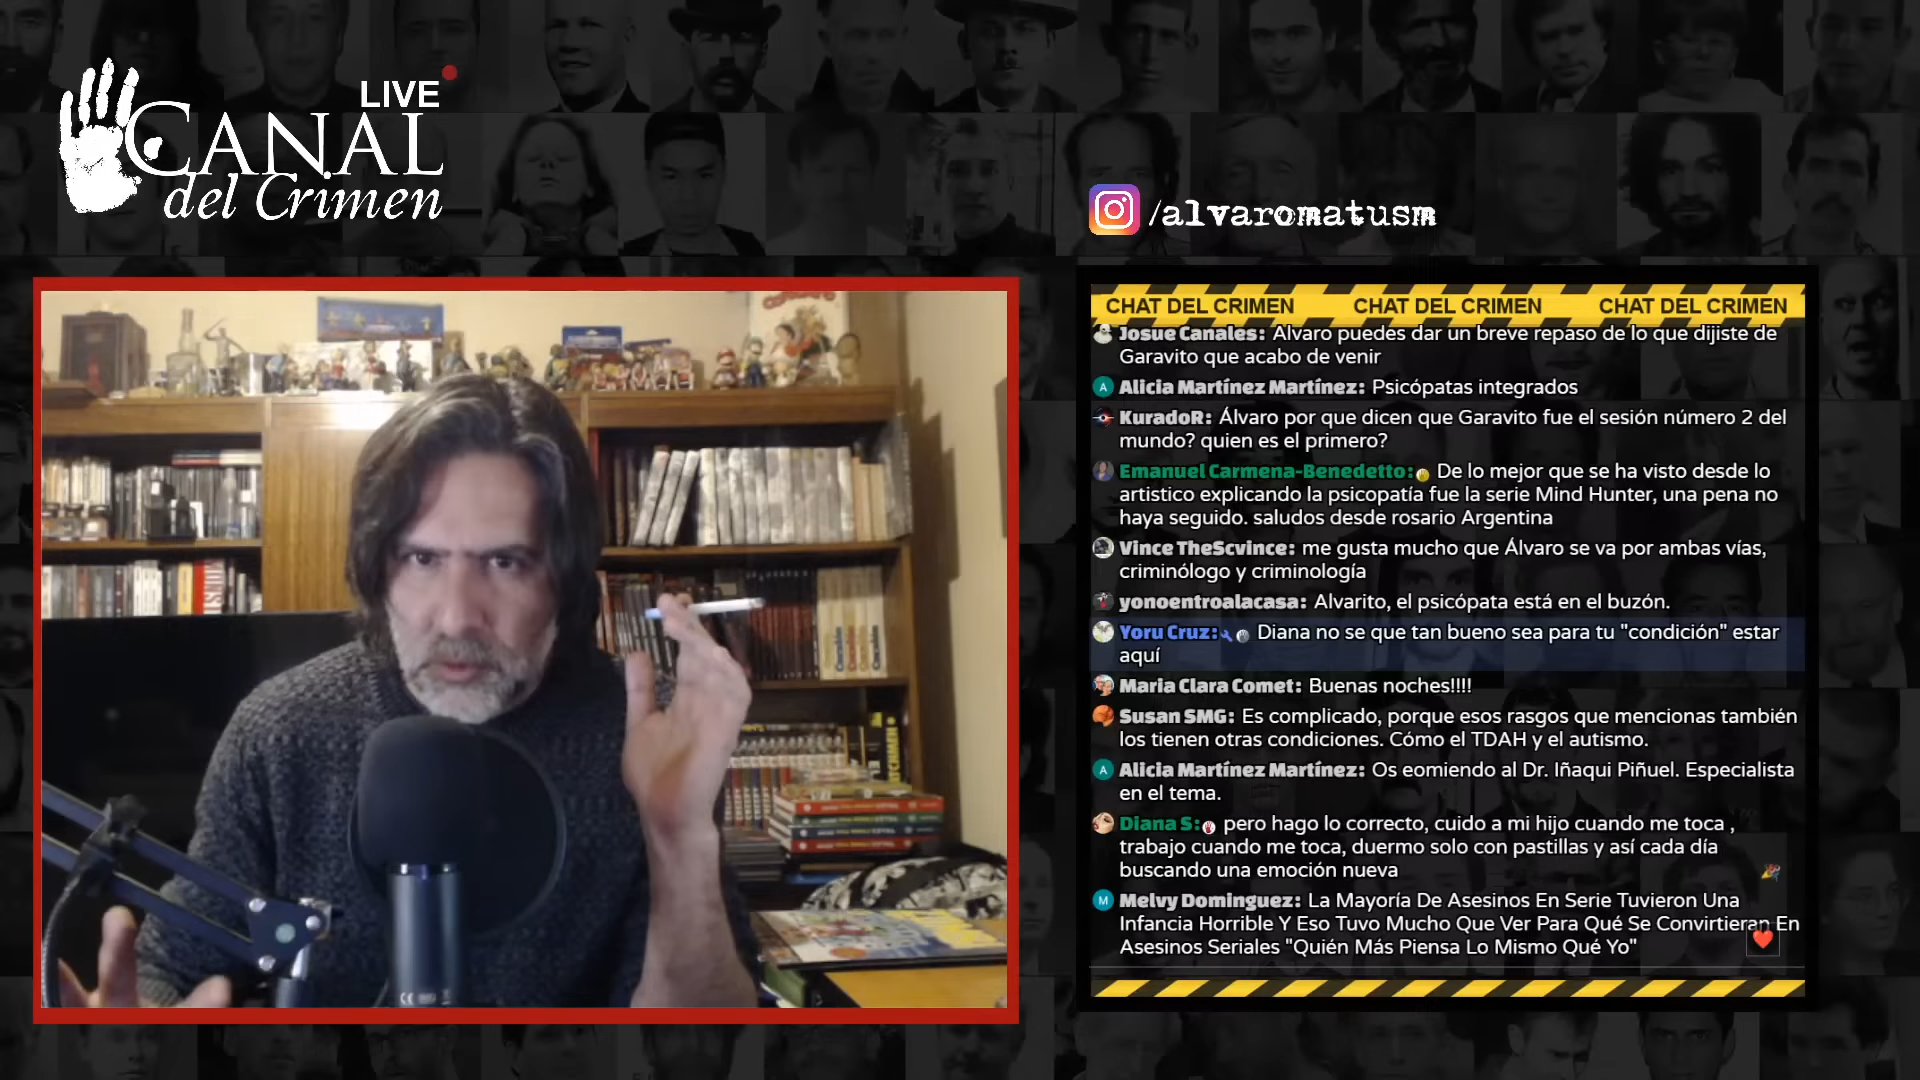 LIVE
CANAL
del Crimen
/alvaromatusm
CHAT DEL CRIMEN CHAT DEL CRIMEN CHAT DEL CRIMEN
Josue Canales: Alvaro puedes dar un breve repaso de lo que dijiste de
Garavito que acabo de venir
A Alicia Martínez Martínez: Psicópatas integrados
KuradoR: Álvaro por que dicen que Garavito fue el sesión número 2 del
mundo? quien es el primero?
Emanuel Carmena-Benedetto: De lo mejor que se ha visto desde lo
artistico explicando la psicopatía fue la serie Mind Hunter, una pena no
haya seguido. saludos desde rosario Argentina
Vince TheScvince: me gusta mucho que Álvaro se va por ambas vías,
criminólogo y criminología
yonoentroalacasa: Alvarito, el psicópata está en el buzón.
Yoru Cruz: Diana no se que tan bueno sea para tu "condición" estar
aquí
Maria Clara Comet: Buenas noches!!!!
Susan SMG: Es complicado, porque esos rasgos que mencionas también
los tienen otras condiciones. Cómo el TDAH y el autismo.
A Alicia Martínez Martínez: Os eomiendo al Dr. Iñaqui Piñuel. Especialista
en el tema.
Diana S: pero hago lo correcto, cuido a mi hijo cuando me toca ,
trabajo cuando me toca, duermo solo con pastillas y así cada día
buscando una emoción nueva
M Melvy Dominguez: La Mayoría De Asesinos En Serie Tuvieron Una
Infancia Horrible Y Eso Tuvo Mucho Que Ver Para Qué Se Convirtieran En
Asesinos Seriales "Quién Más Piensa Lo Mismo Qué Yo"